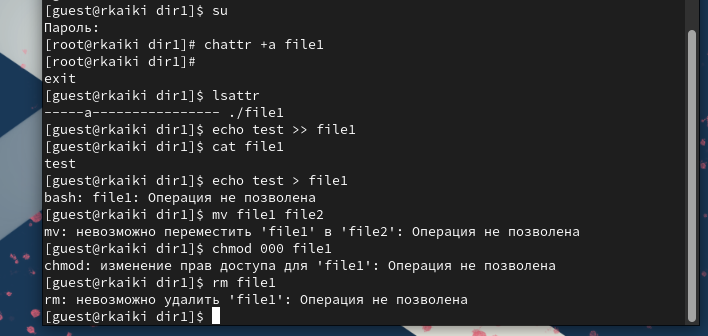 [guest@rkaiki dir1]$ su
Пароль:
[root@rkaiki dir1]# chattr +a file1
[root@rkaiki dir1]#
exit
[guest@rkaiki dir1]$ lsattr
-----a---------------- ./file1
[guest@rkaiki dir1]$ echo test >> file1
[guest@rkaiki dir1]$ cat file1
test
[guest@rkaiki dir1]$ echo test > file1
bash: file1: Операция не позволена
[guest@rkaiki dir1]$ mv file1 file2
mv: невозможно переместить 'file1' в 'file2': Операция не позволена
[guest@rkaiki dir1]$ chmod 000 file1
chmod: изменение прав доступа для 'file1': Операция не позволена
[guest@rkaiki dir1]$ rm file1
rm: невозможно удалить 'file1': Операция не позволена
[guest@rkaiki dir1]$